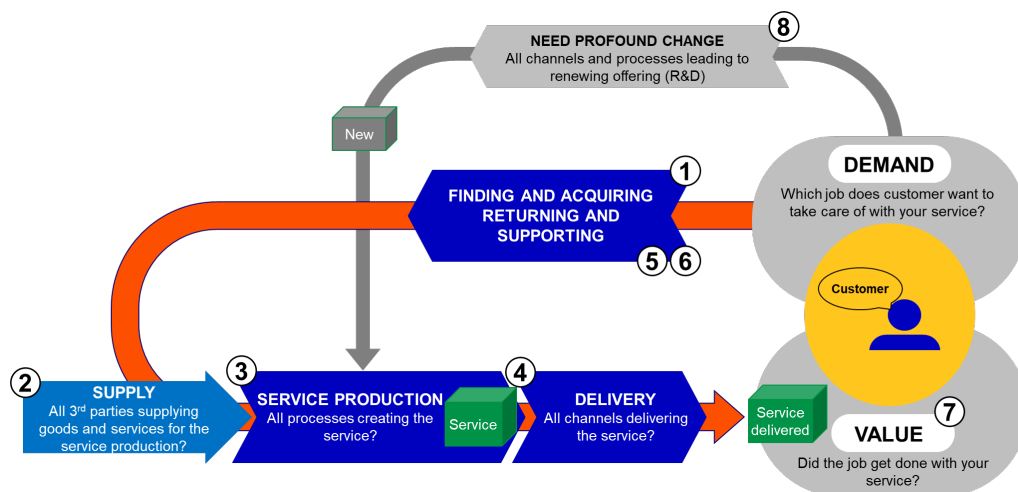 8
NEED PROFOUND CHANGE
All channels and processes leading to
renewing offering (R&D)
New
1
FINDING AND ACQUIRING
RETURNING AND
SUPPORTING
5
6
DEMAND
Which job does customer want to
take care of with your service?
Customer
2
SUPPLY
All 3rd parties supplying
goods and services for the
service production?
3
SERVICE PRODUCTION
All processes creating the
service?
Service
4
DELIVERY
All channels delivering
the service?
Service
delivered
7
VALUE
Did the job get done with your
service?